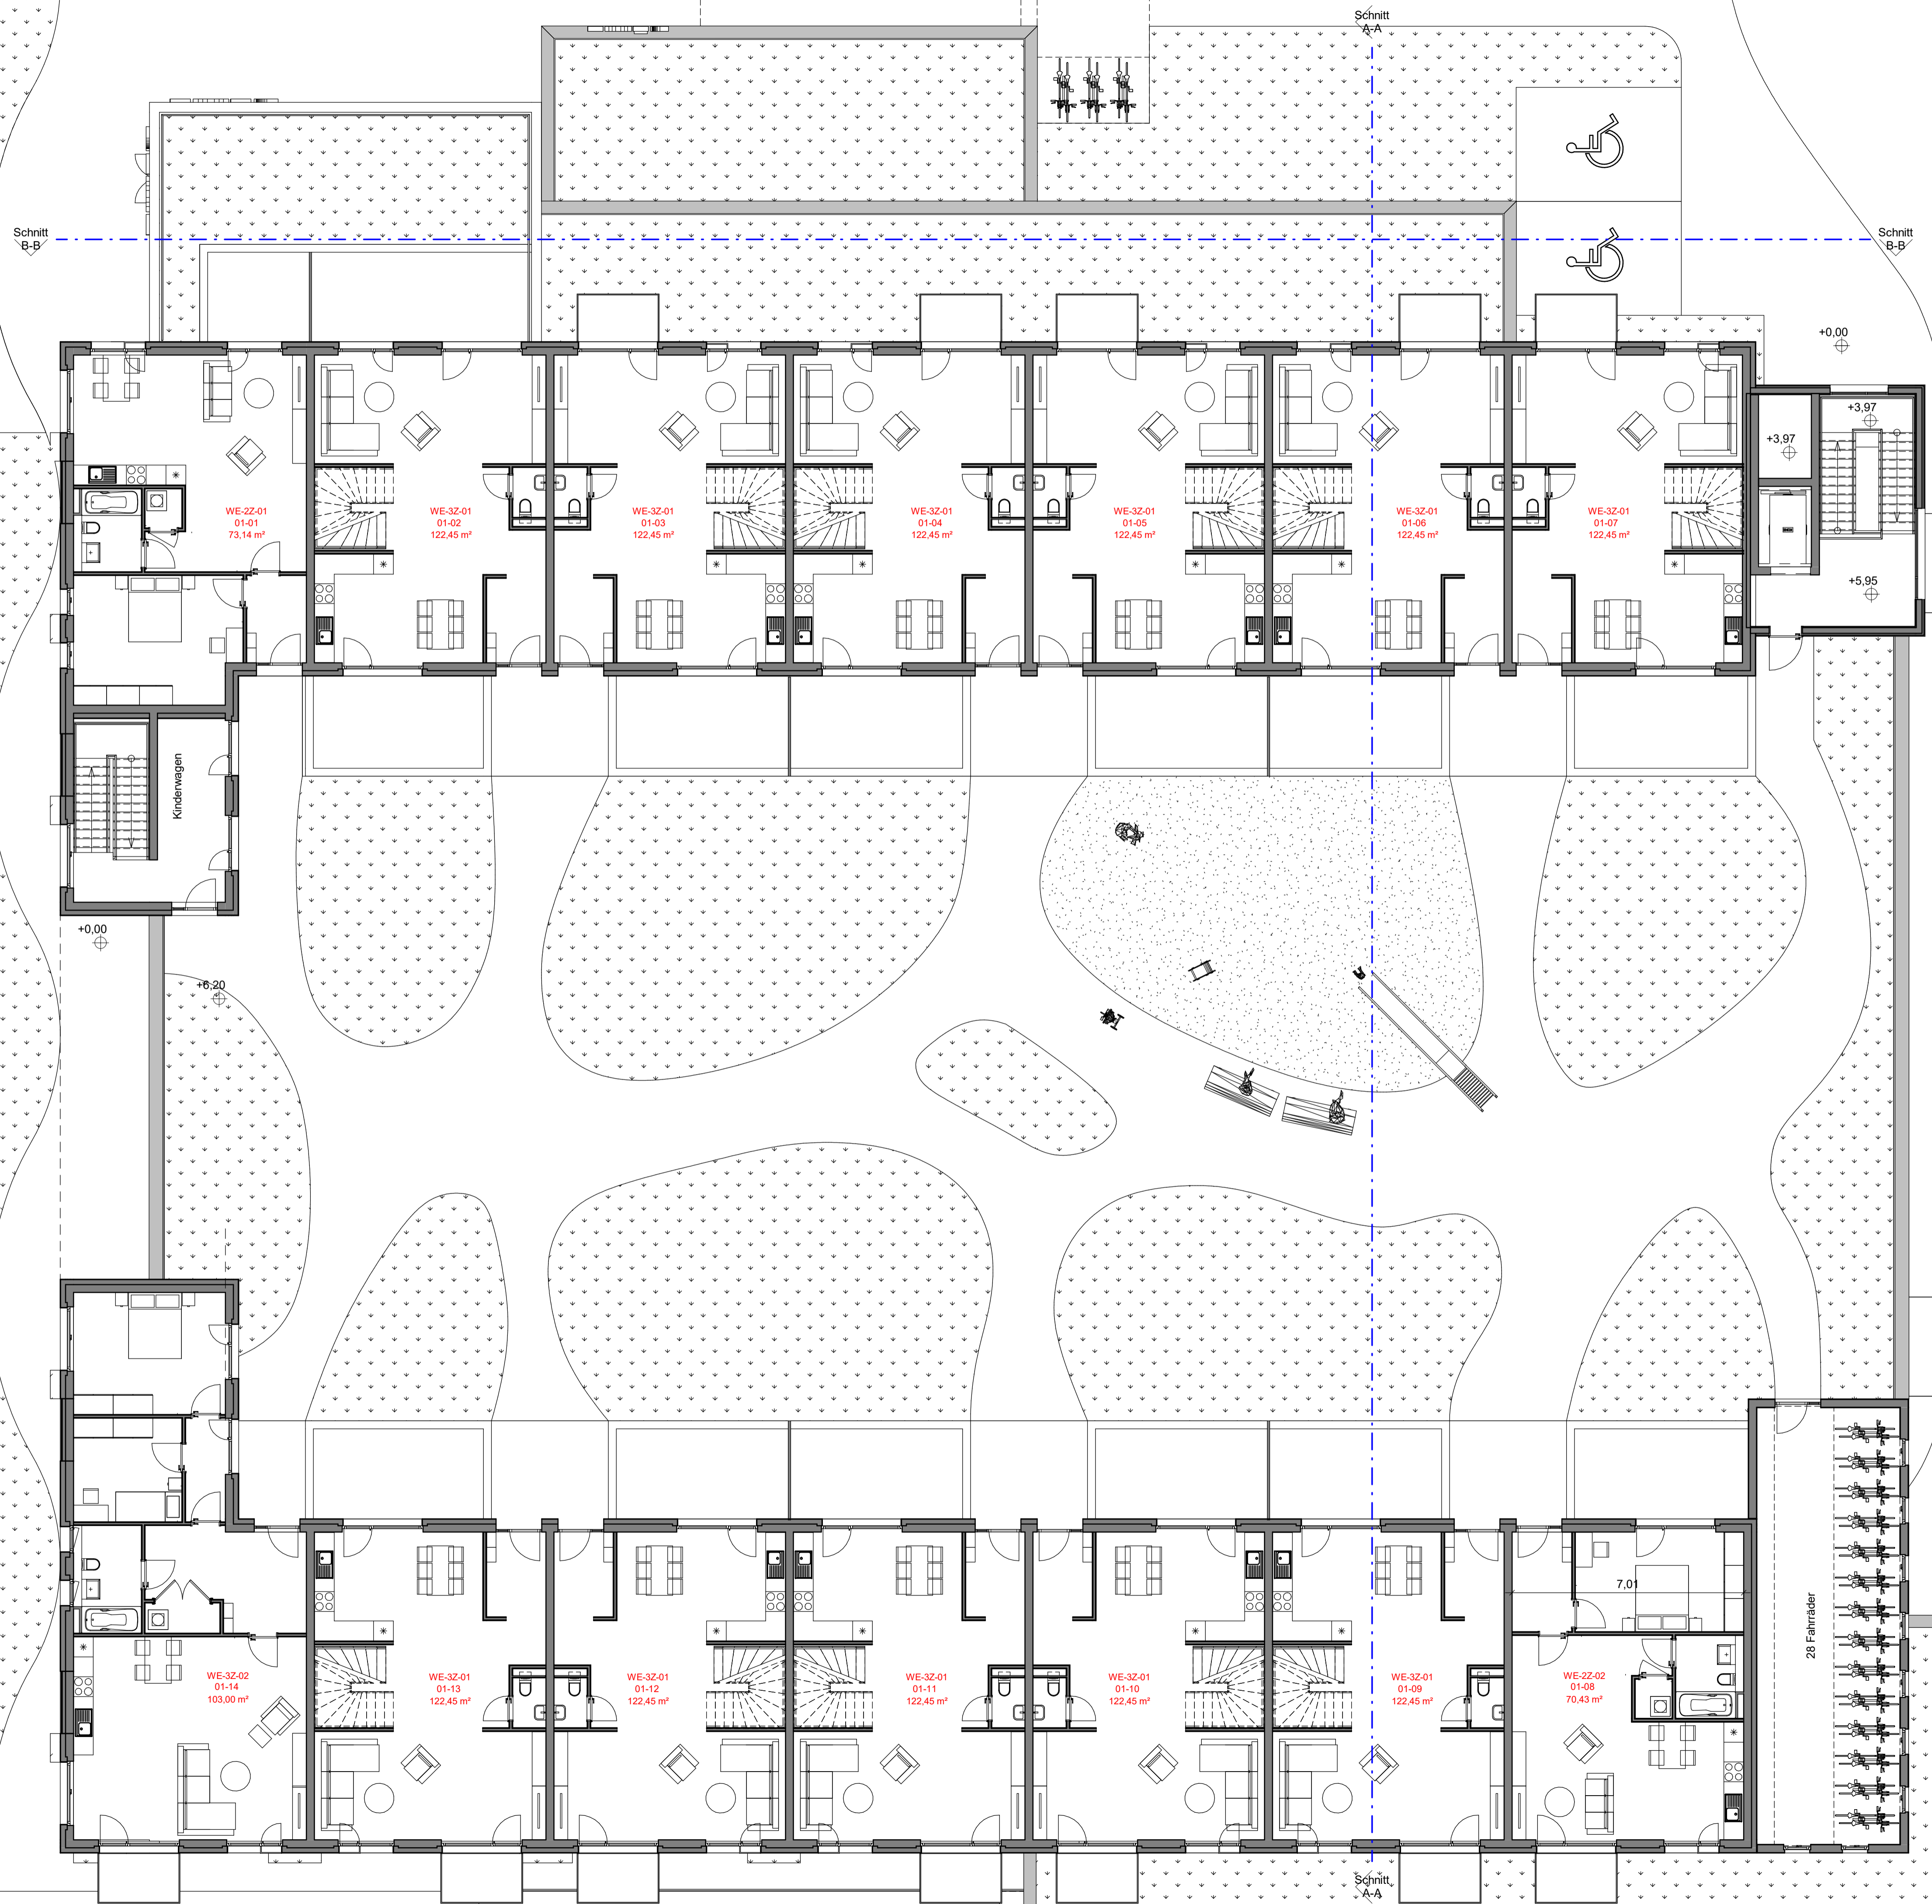 Schnitt
A-A
Schnitt
B-B
Schnitt
B-B
+0,00
+3,97
+3,97
+5,95
WE-2Z-01
01-01
73,14 m²
WE-3Z-01
01-02
122,45 m²
WE-3Z-01
01-03
122,45 m²
WE-3Z-01
01-04
122,45 m²
WE-3Z-01
01-05
122,45 m²
WE-3Z-01
01-06
122,45 m²
WE-3Z-01
01-07
122,45 m²
Kinderwagen
+0,00
+6,20
7,01
28 Fahrräder
WE-3Z-02
01-14
103,00 m²
WE-3Z-01
01-13
122,45 m²
WE-3Z-01
01-12
122,45 m²
WE-3Z-01
01-11
122,45 m²
WE-3Z-01
01-10
122,45 m²
WE-3Z-01
01-09
122,45 m²
WE-2Z-02
01-08
70,43 m²
Schnitt
A-A